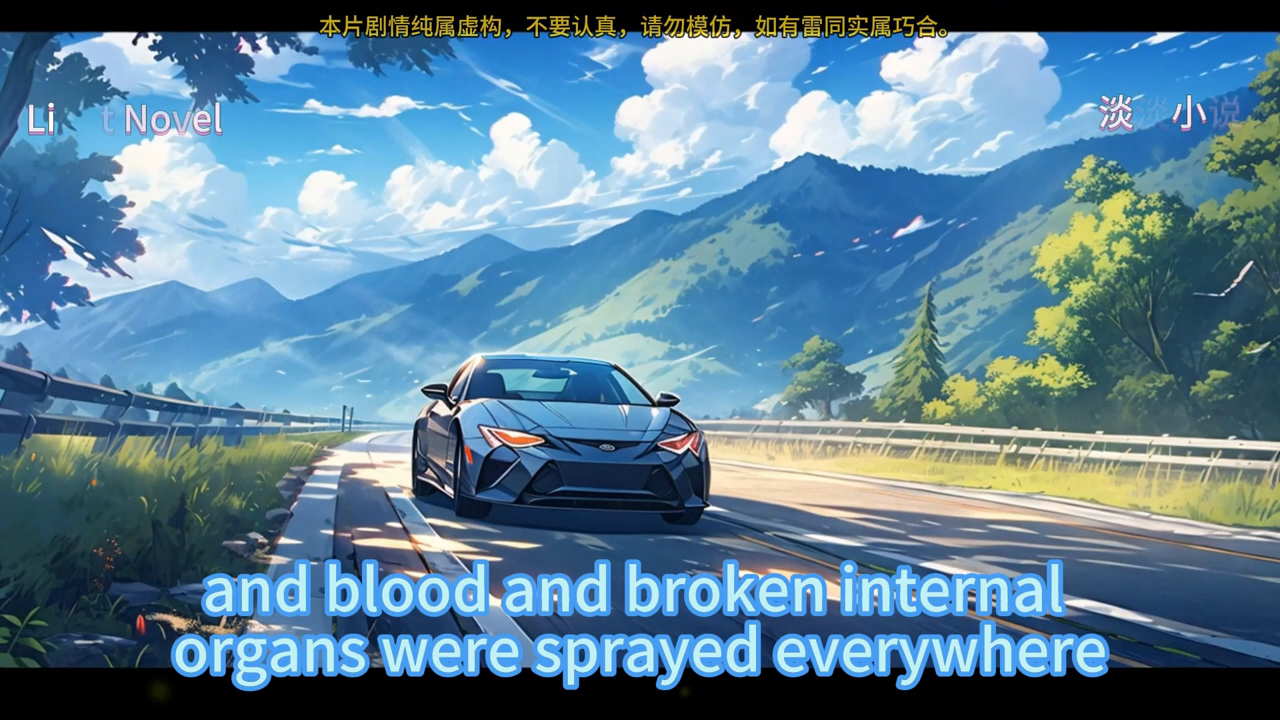 本片剧情纯属虚构，不要认真，请勿模仿，如有雷同实属巧合。
Li t Novel
淡淡小说
and blood and broken internal
organs were sprayed everywhere